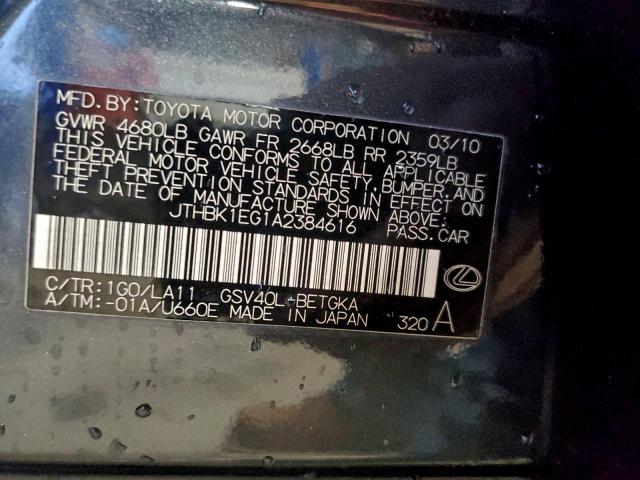 MFD. BY: TOYOTA MOTOR CORPORATION 03/10
GVWR 4680LB GAWR FR 2668LB RR 2359LB
THIS VEHICLE CONFORMS TO ALL APPLICABLE
FEDERAL MOTOR VEHICLE SAFETY, BUMPER, AND
THEFT PREVENTION STANDARDS IN EFFECT ON
THE DATE OF MANUFACTURE SHOWN ABOVE.
JTHBK1EG1A2384616 PASS. CAR
C/TR: 1G0/LA11 GSV40L-BETGKA
A/TM: -01A/U660E MADE IN JAPAN 320 A